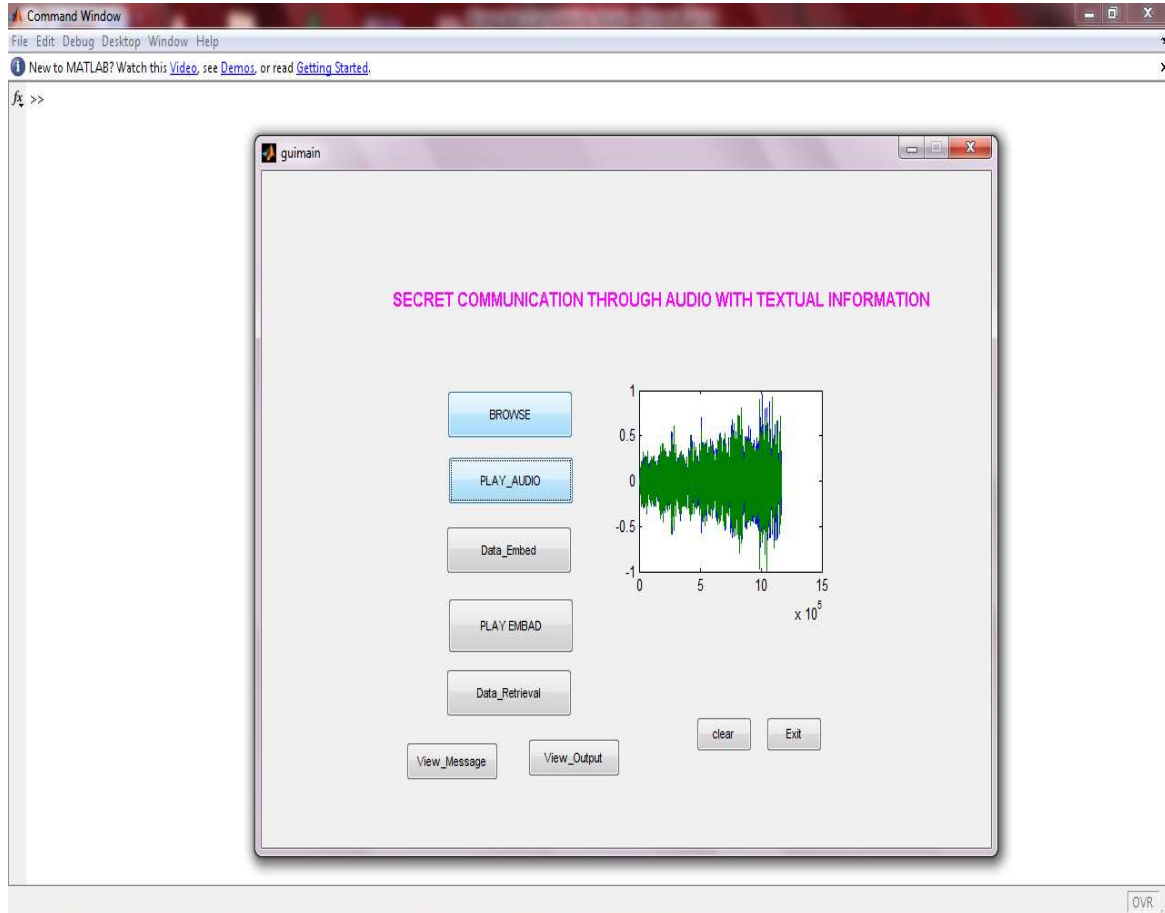 Command Window
File Edit Debug Desktop Window Help
New to MATLAB? Watch this Video, see Demos, or read Getting Started.
fx >>
guimain
SECRET COMMUNICATION THROUGH AUDIO WITH TEXTUAL INFORMATION
BROWSE
PLAY_AUDIO
Data_Embed
PLAY EMBAD
Data_Retrieval
View_Message
View_Output
1
0.5
0
-0.5
-1
0 5 10 15
x 10^5
clear
Exit
OVR